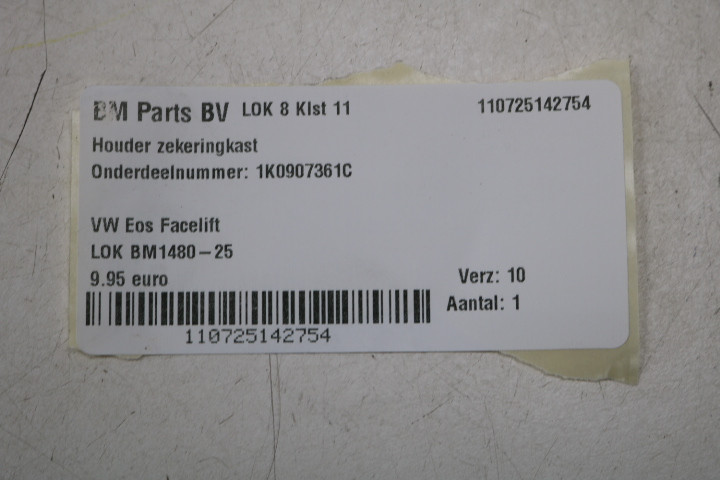 BM Parts BV LOK 8 Klst 11 110725142754
Houder zekeringkast
Onderdeelnummer: 1K0907361C
VW Eos Facelift
LOK BM1480-25
9.95 euro Verz: 10
Aantal: 1
110725142754